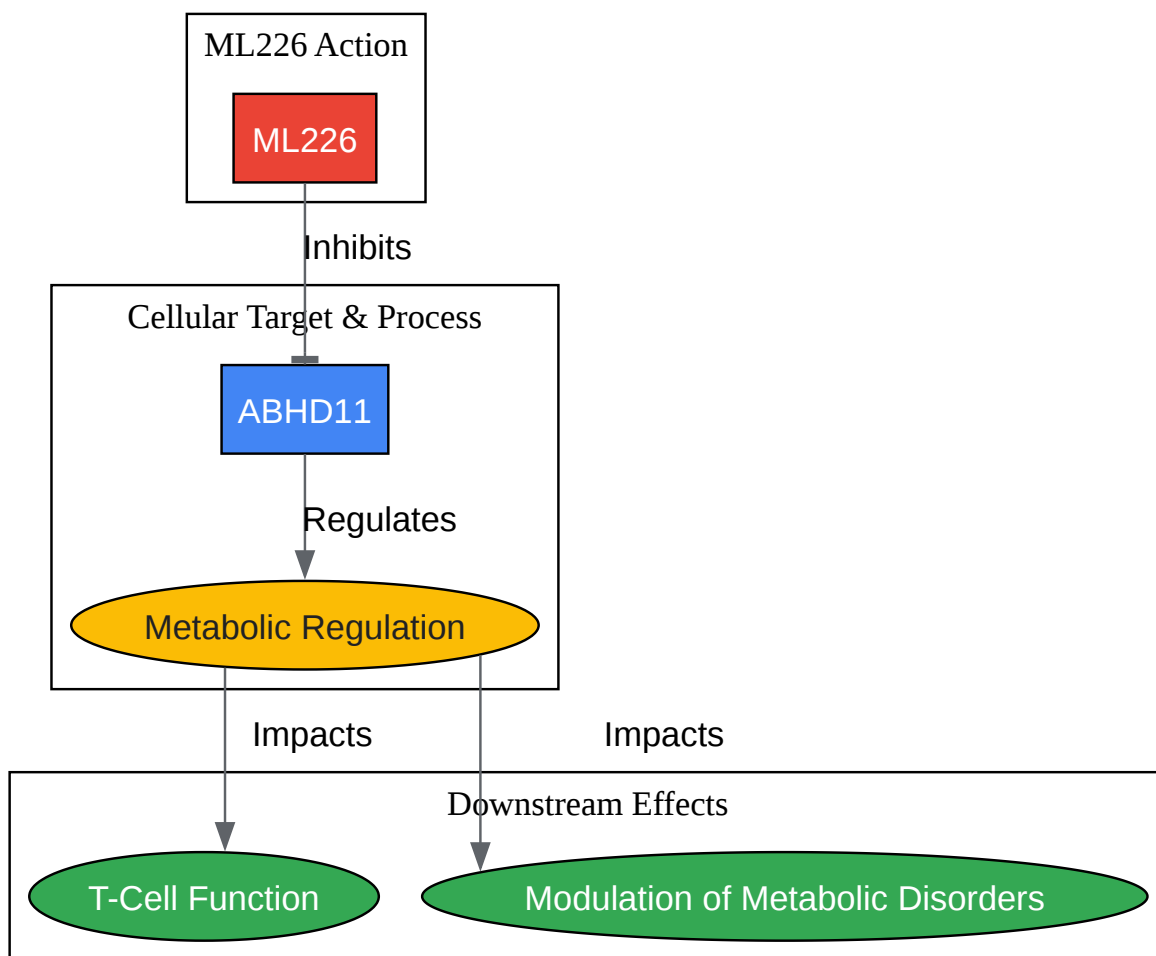 ML226 Action
ML226
Inhibits
Cellular Target & Process
ABHD11
Regulates
Metabolic Regulation
Impacts
Impacts
Downstream Effects
T-Cell Function
Modulation of Metabolic Disorders